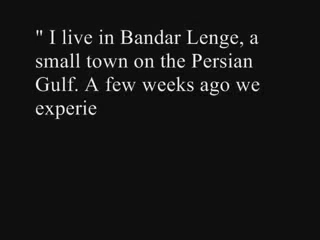 " I live in Bandar Lenge, a
small town on the Persian
Gulf. A few weeks ago we
experie